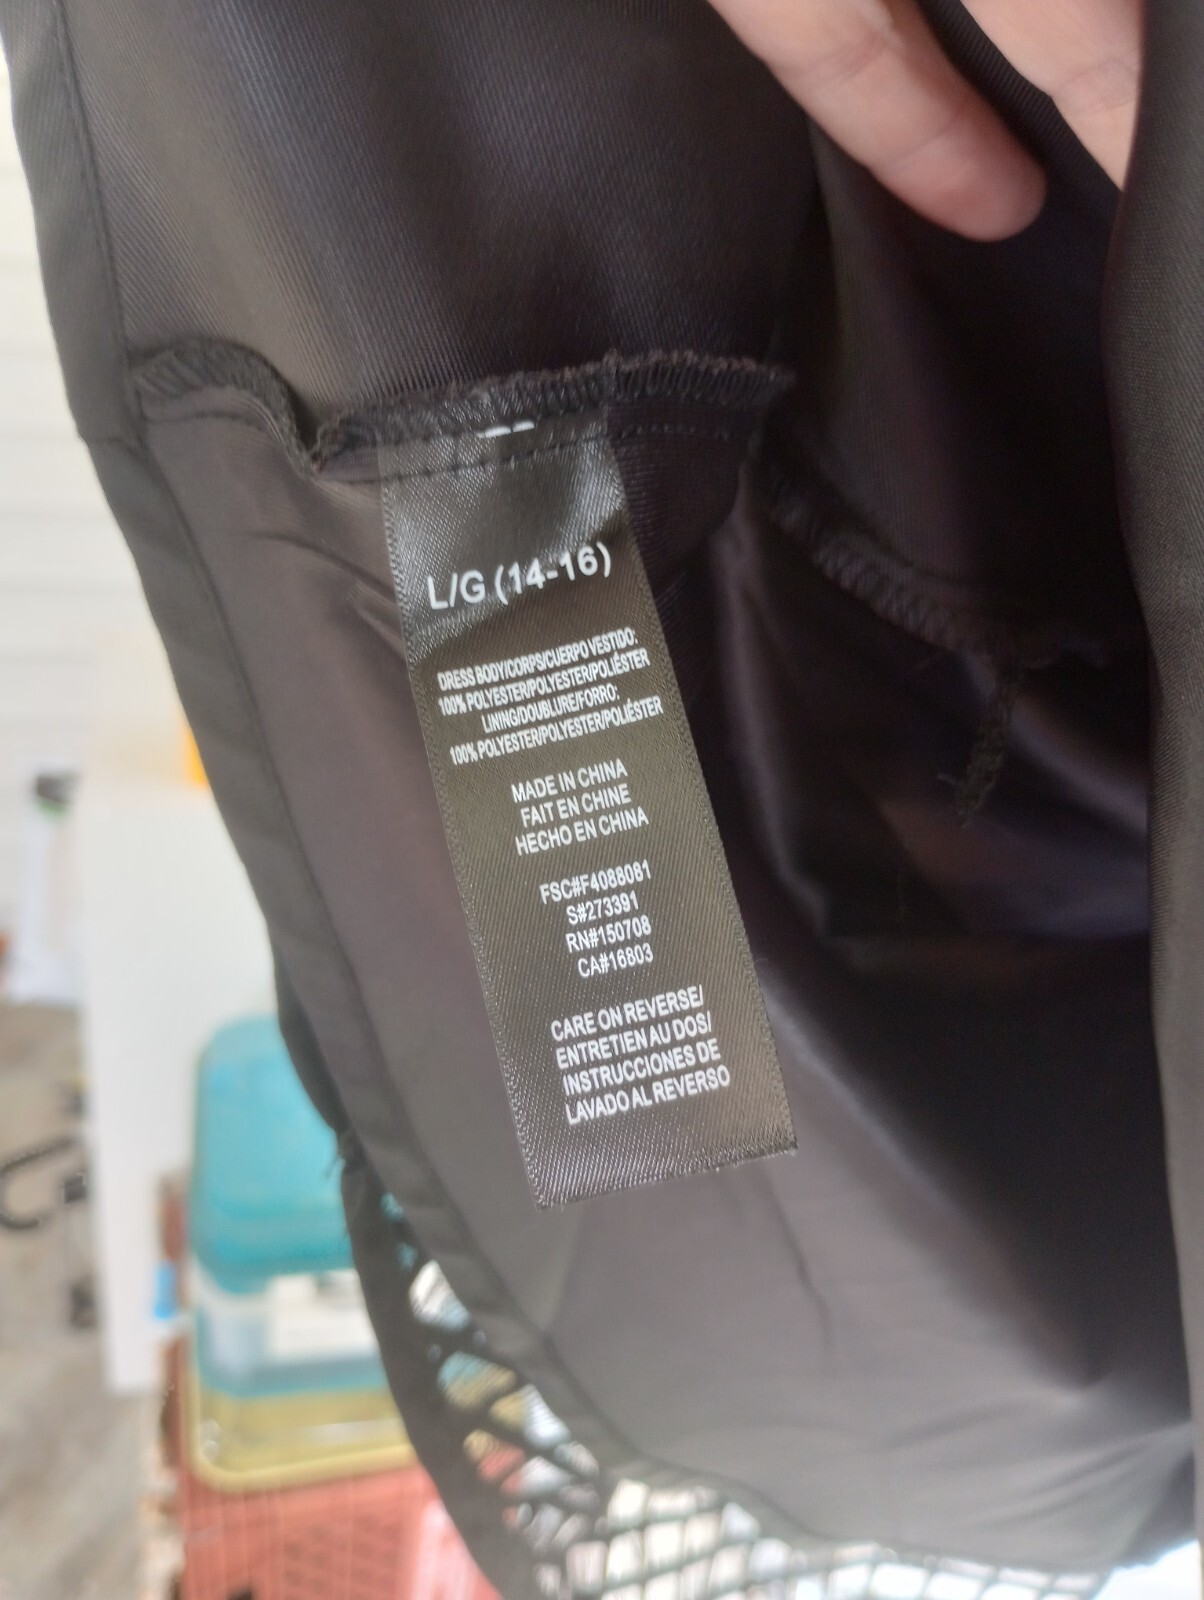 L/G (14-16)
DRESS BODY/CORPS/CUERPO VESTIDO:
100% POLYESTER/POLYESTER/POLIÉSTER
LINING/DOUBLURE/FORRO:
100% POLYESTER/POLYESTER/POLIÉSTER
MADE IN CHINA
FAIT EN CHINE
HECHO EN CHINA
FSC#F4088081
S#273391
RN#150708
CA#16803
CARE ON REVERSE/
ENTRETIEN AU DOS/
INSTRUCCIONES DE
LAVADO AL REVERSO